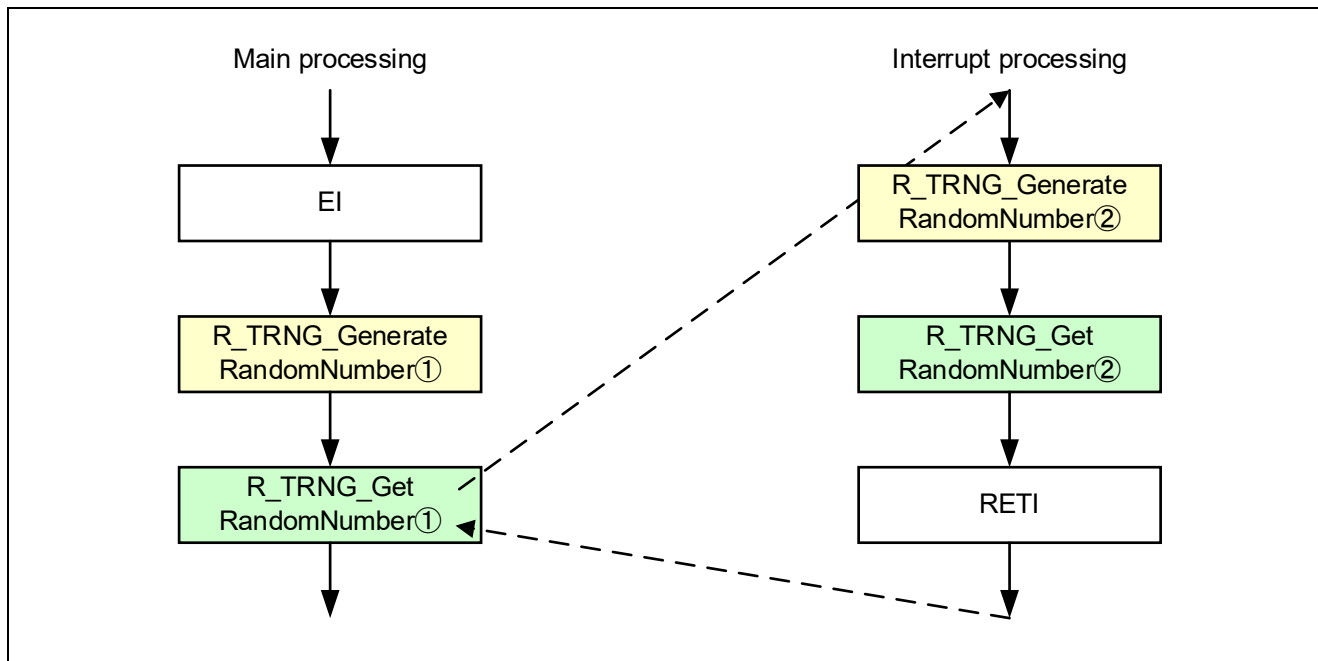 Main processing
EI
R_TRNG_Generate
RandomNumber①
R_TRNG_Get
RandomNumber①
Interrupt processing
R_TRNG_Generate
RandomNumber②
R_TRNG_Get
RandomNumber②
RETI